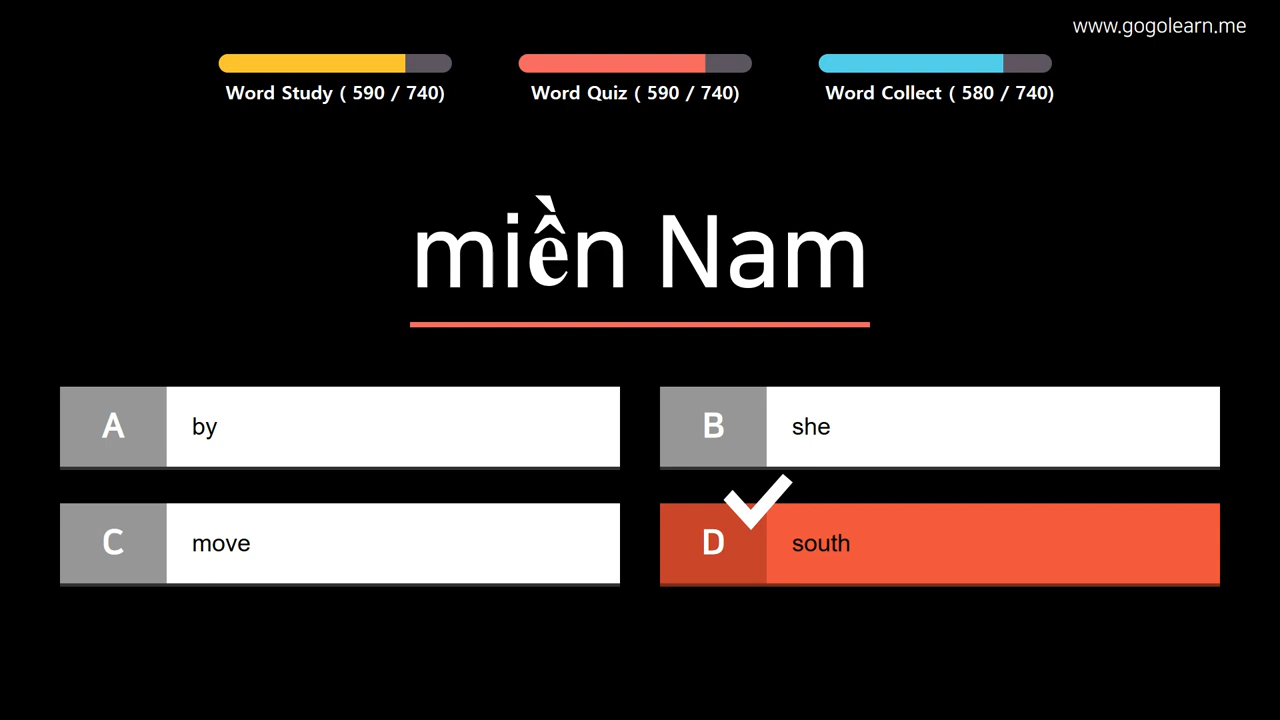 www.gogolearn.me
Word Study ( 590 / 740)
Word Quiz ( 590 / 740)
Word Collect ( 580 / 740)
miền Nam
A by
B she
C move
D south